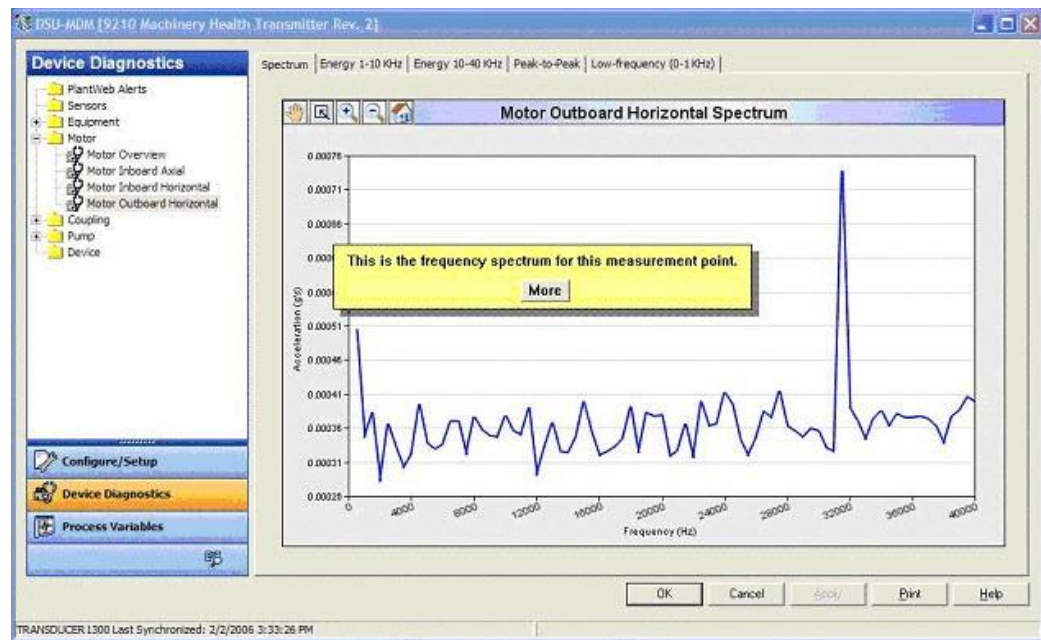 DSU-MDM [9210 Machinery Health Transmitter Rev. 2]
Device Diagnostics
PlantWeb Alerts
Sensors
Equipment
Motor
Motor Overview
Motor Inboard Axial
Motor Inboard Horizontal
Motor Outboard Horizontal
Coupling
Pump
Device
Configure/Setup
Device Diagnostics
Process Variables
Spectrum
Energy 1-10 KHz
Energy 10-40 KHz
Peak-to-Peak
Low-frequency (0-1 KHz)
Motor Outboard Horizontal Spectrum
0.00076
0.00071
0.00066
This is the frequency spectrum for this measurement point.
More
Acceleration (g's)
0.00051
0.00046
0.00041
0.00036
0.00031
0.00026
0 4000 8000 12000 16000 20000 24000 28000 32000 36000 40000
Frequency (Hz)
OK Cancel Apply Print Help
TRANSDUCER1300 Last Synchronized: 2/2/2006 3:33:26 PM